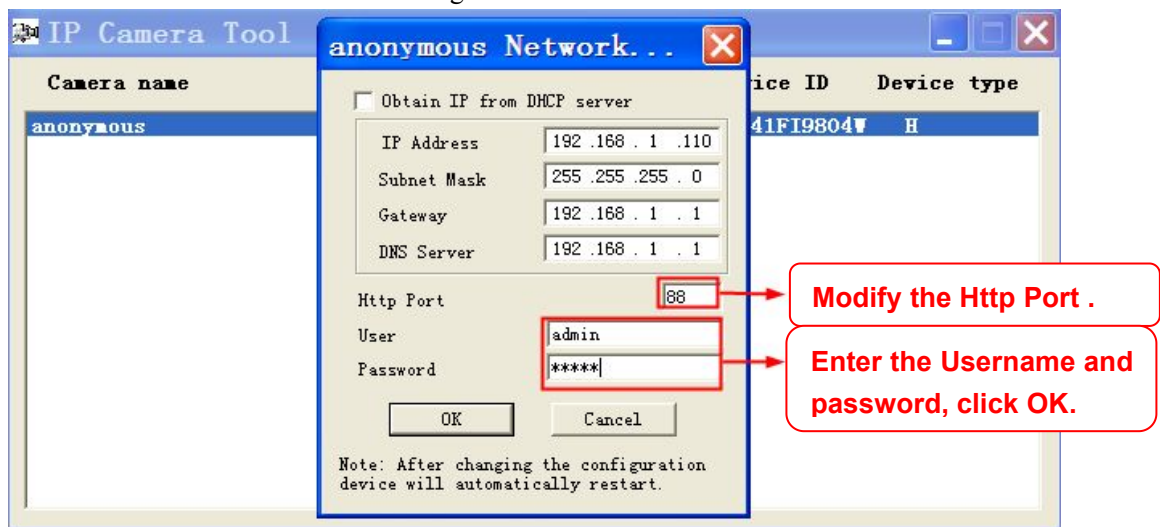 IP Camera Tool
anonymous Network...
Camera name
ice ID Device type
anonymous
41FI9804W H
Obtain IP from DHCP server
IP Address 192 .168 . 1 .110
Subnet Mask 255 .255 .255 . 0
Gateway 192 .168 . 1 . 1
DNS Server 192 .168 . 1 . 1
Http Port 88
User admin
Password *****
OK Cancel
Note: After changing the configuration
device will automatically restart.
Modify the Http Port .
Enter the Username and
password, click OK.